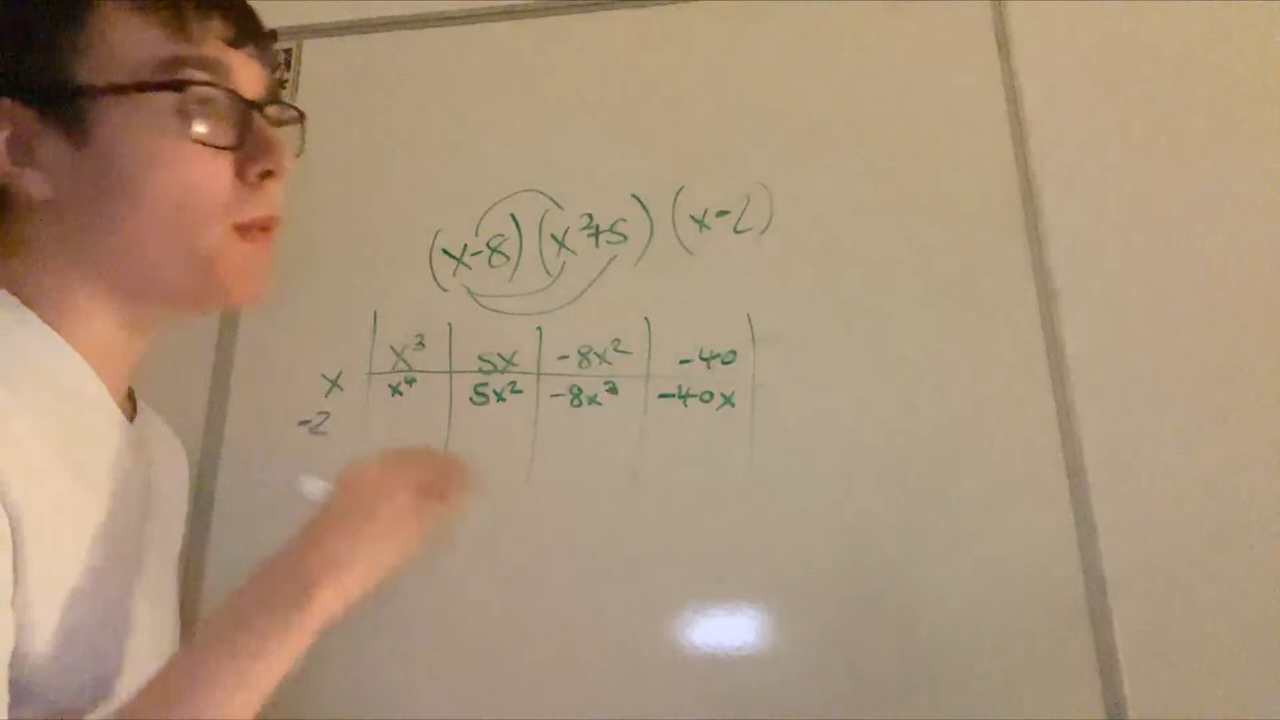 (x-8)(x²+5)(x-2)
x³ 5x -8x² -40
x x⁴ 5x² -8x³ -40x
-2